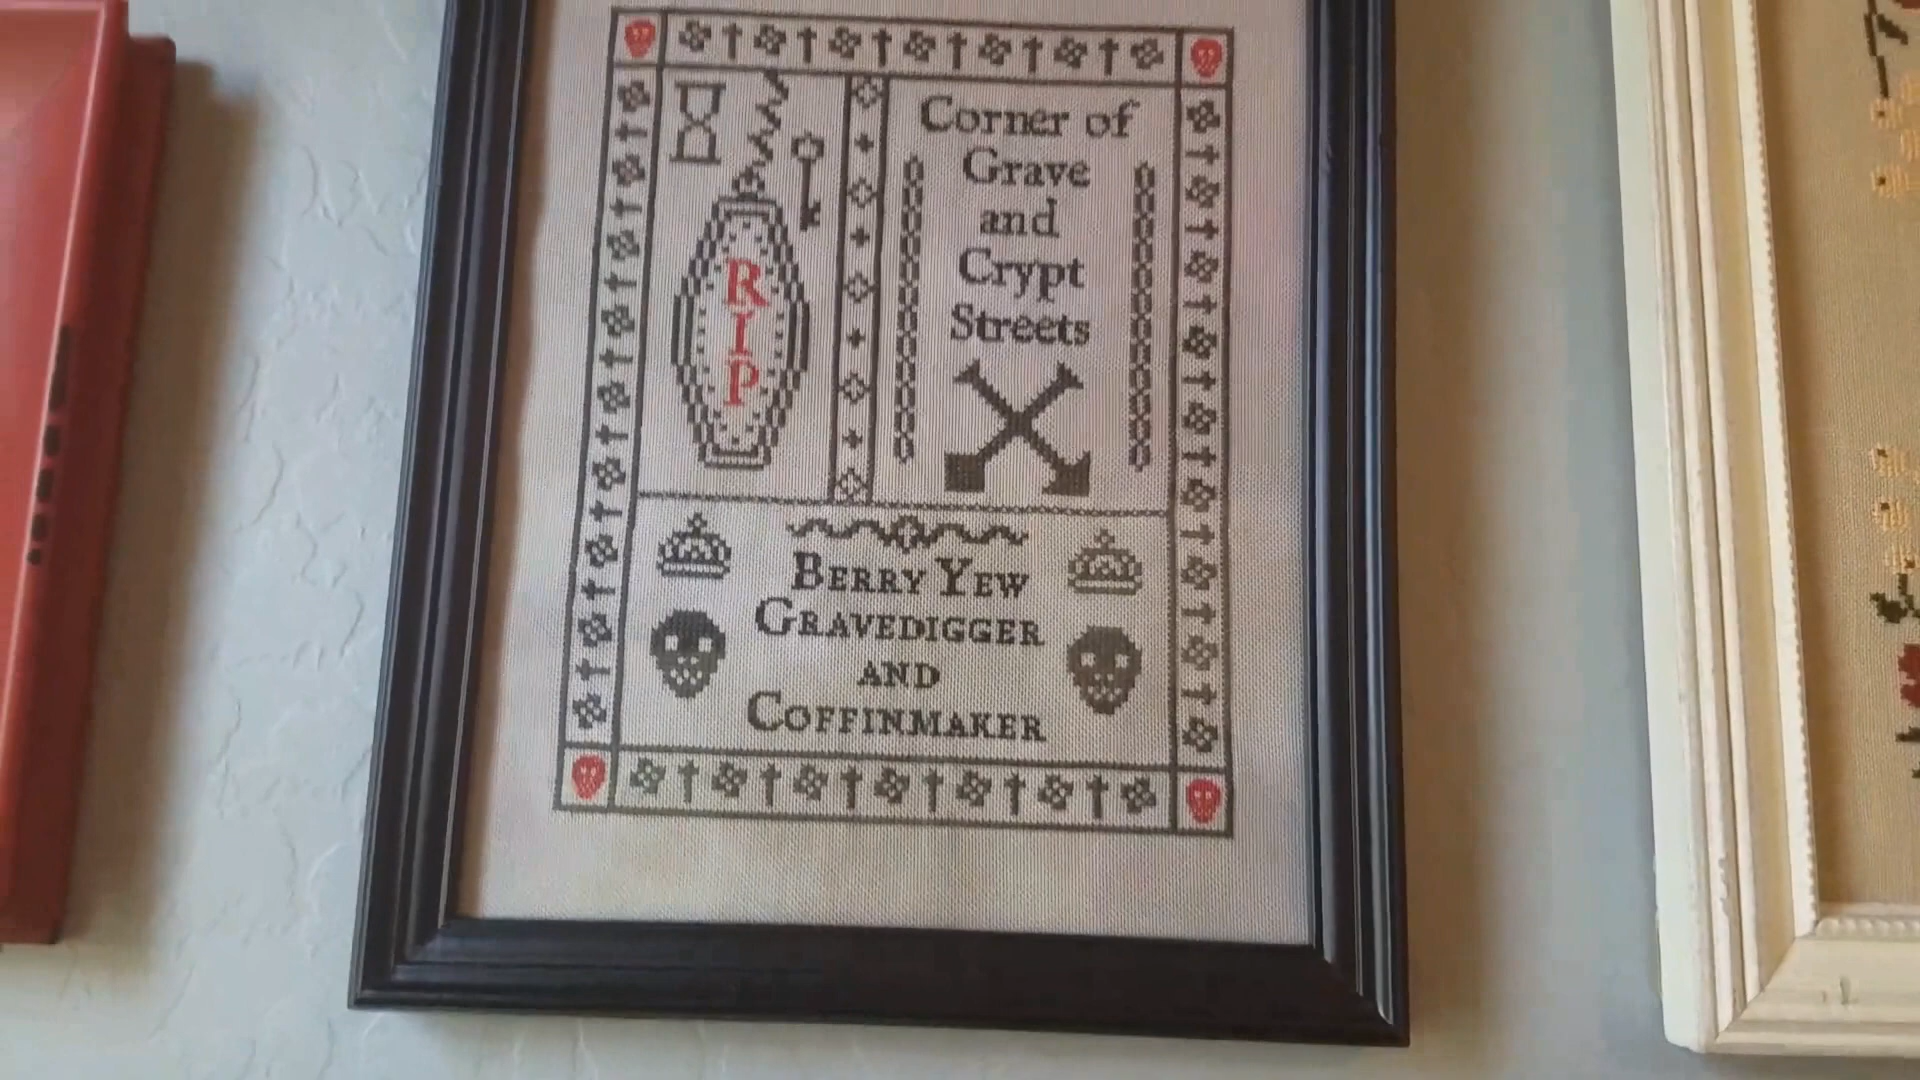 RIP
Corner of
Grave
and
Crypt
Streets
BERRY YEW
GRAVEDIGGER
AND
COFFINMAKER